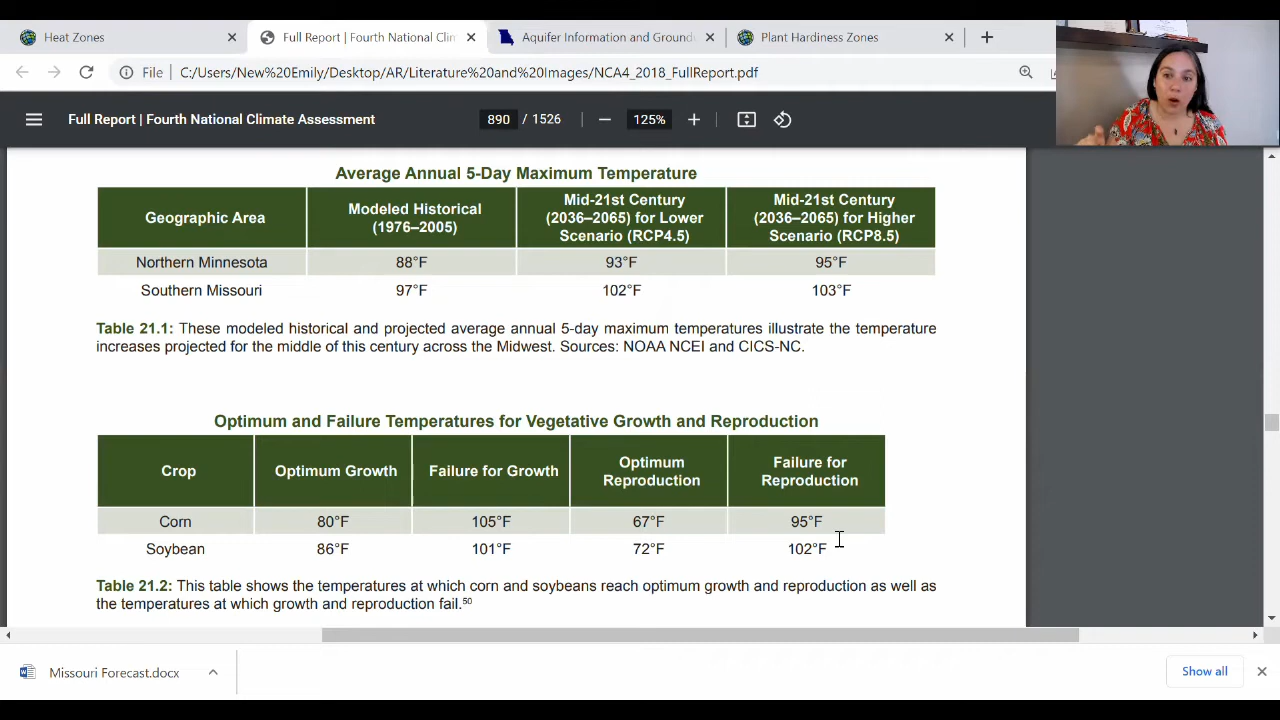 Heat Zones
Full Report | Fourth National Clim
Aquifer Information and Ground
Plant Hardiness Zones
File
C:/Users/New%20Emily/Desktop/AR/Literature%20and%20Images/NCA4_2018_FullReport.pdf
Full Report | Fourth National Climate Assessment
890 / 1526
125%
Average Annual 5-Day Maximum Temperature
Geographic Area
Modeled Historical
(1976–2005)
Mid-21st Century
(2036–2065) for Lower
Scenario (RCP4.5)
Mid-21st Century
(2036–2065) for Higher
Scenario (RCP8.5)
Northern Minnesota 88°F 93°F 95°F
Southern Missouri 97°F 102°F 103°F
Table 21.1: These modeled historical and projected average annual 5-day maximum temperatures illustrate the temperature
increases projected for the middle of this century across the Midwest. Sources: NOAA NCEI and CICS-NC.
Optimum and Failure Temperatures for Vegetative Growth and Reproduction
Crop
Optimum Growth
Failure for Growth
Optimum
Reproduction
Failure for
Reproduction
Corn 80°F 105°F 67°F 95°F
Soybean 86°F 101°F 72°F 102°F
Table 21.2: This table shows the temperatures at which corn and soybeans reach optimum growth and reproduction as well as
the temperatures at which growth and reproduction fail.⁵⁰
Missouri Forecast.docx
Show all